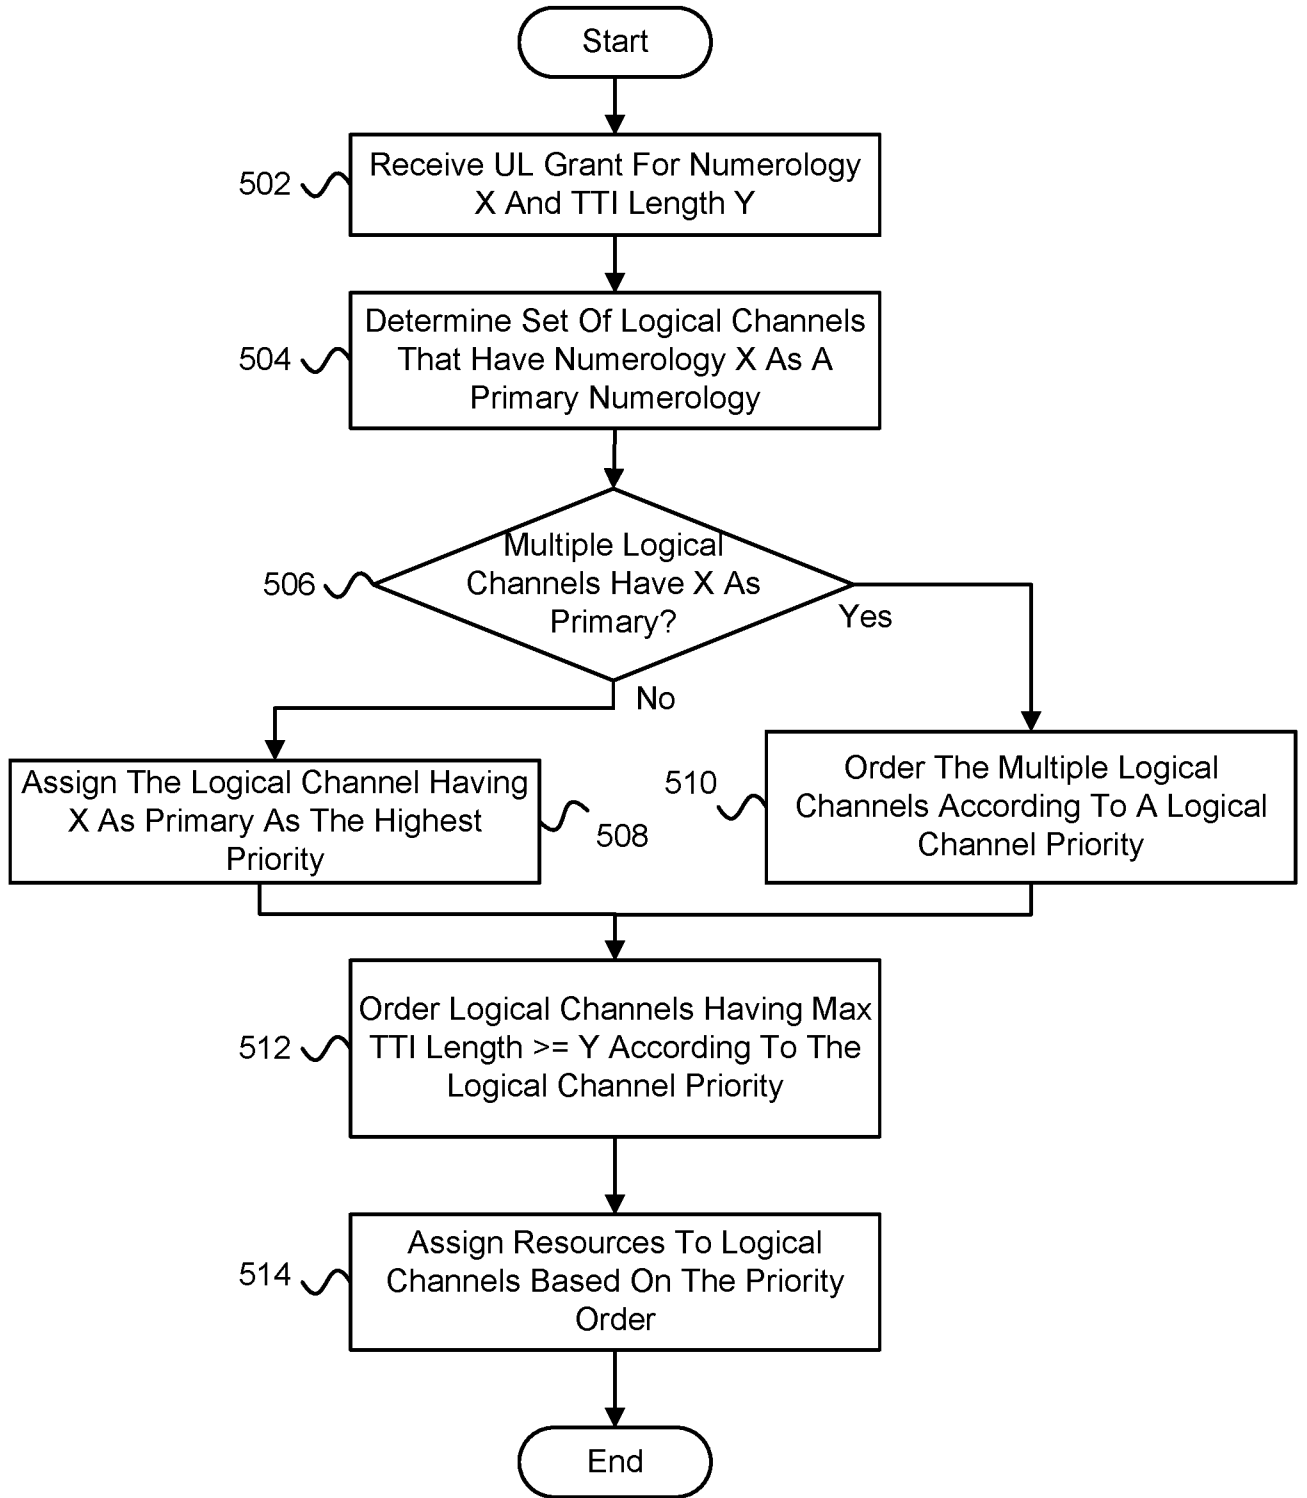 Start
502
Receive UL Grant For Numerology
X And TTI Length Y
504
Determine Set Of Logical Channels
That Have Numerology X As A
Primary Numerology
506
Multiple Logical
Channels Have X As
Primary?
Yes
No
Assign The Logical Channel Having
X As Primary As The Highest
Priority
508
510
Order The Multiple Logical
Channels According To A Logical
Channel Priority
512
Order Logical Channels Having Max
TTI Length >= Y According To The
Logical Channel Priority
514
Assign Resources To Logical
Channels Based On The Priority
Order
End